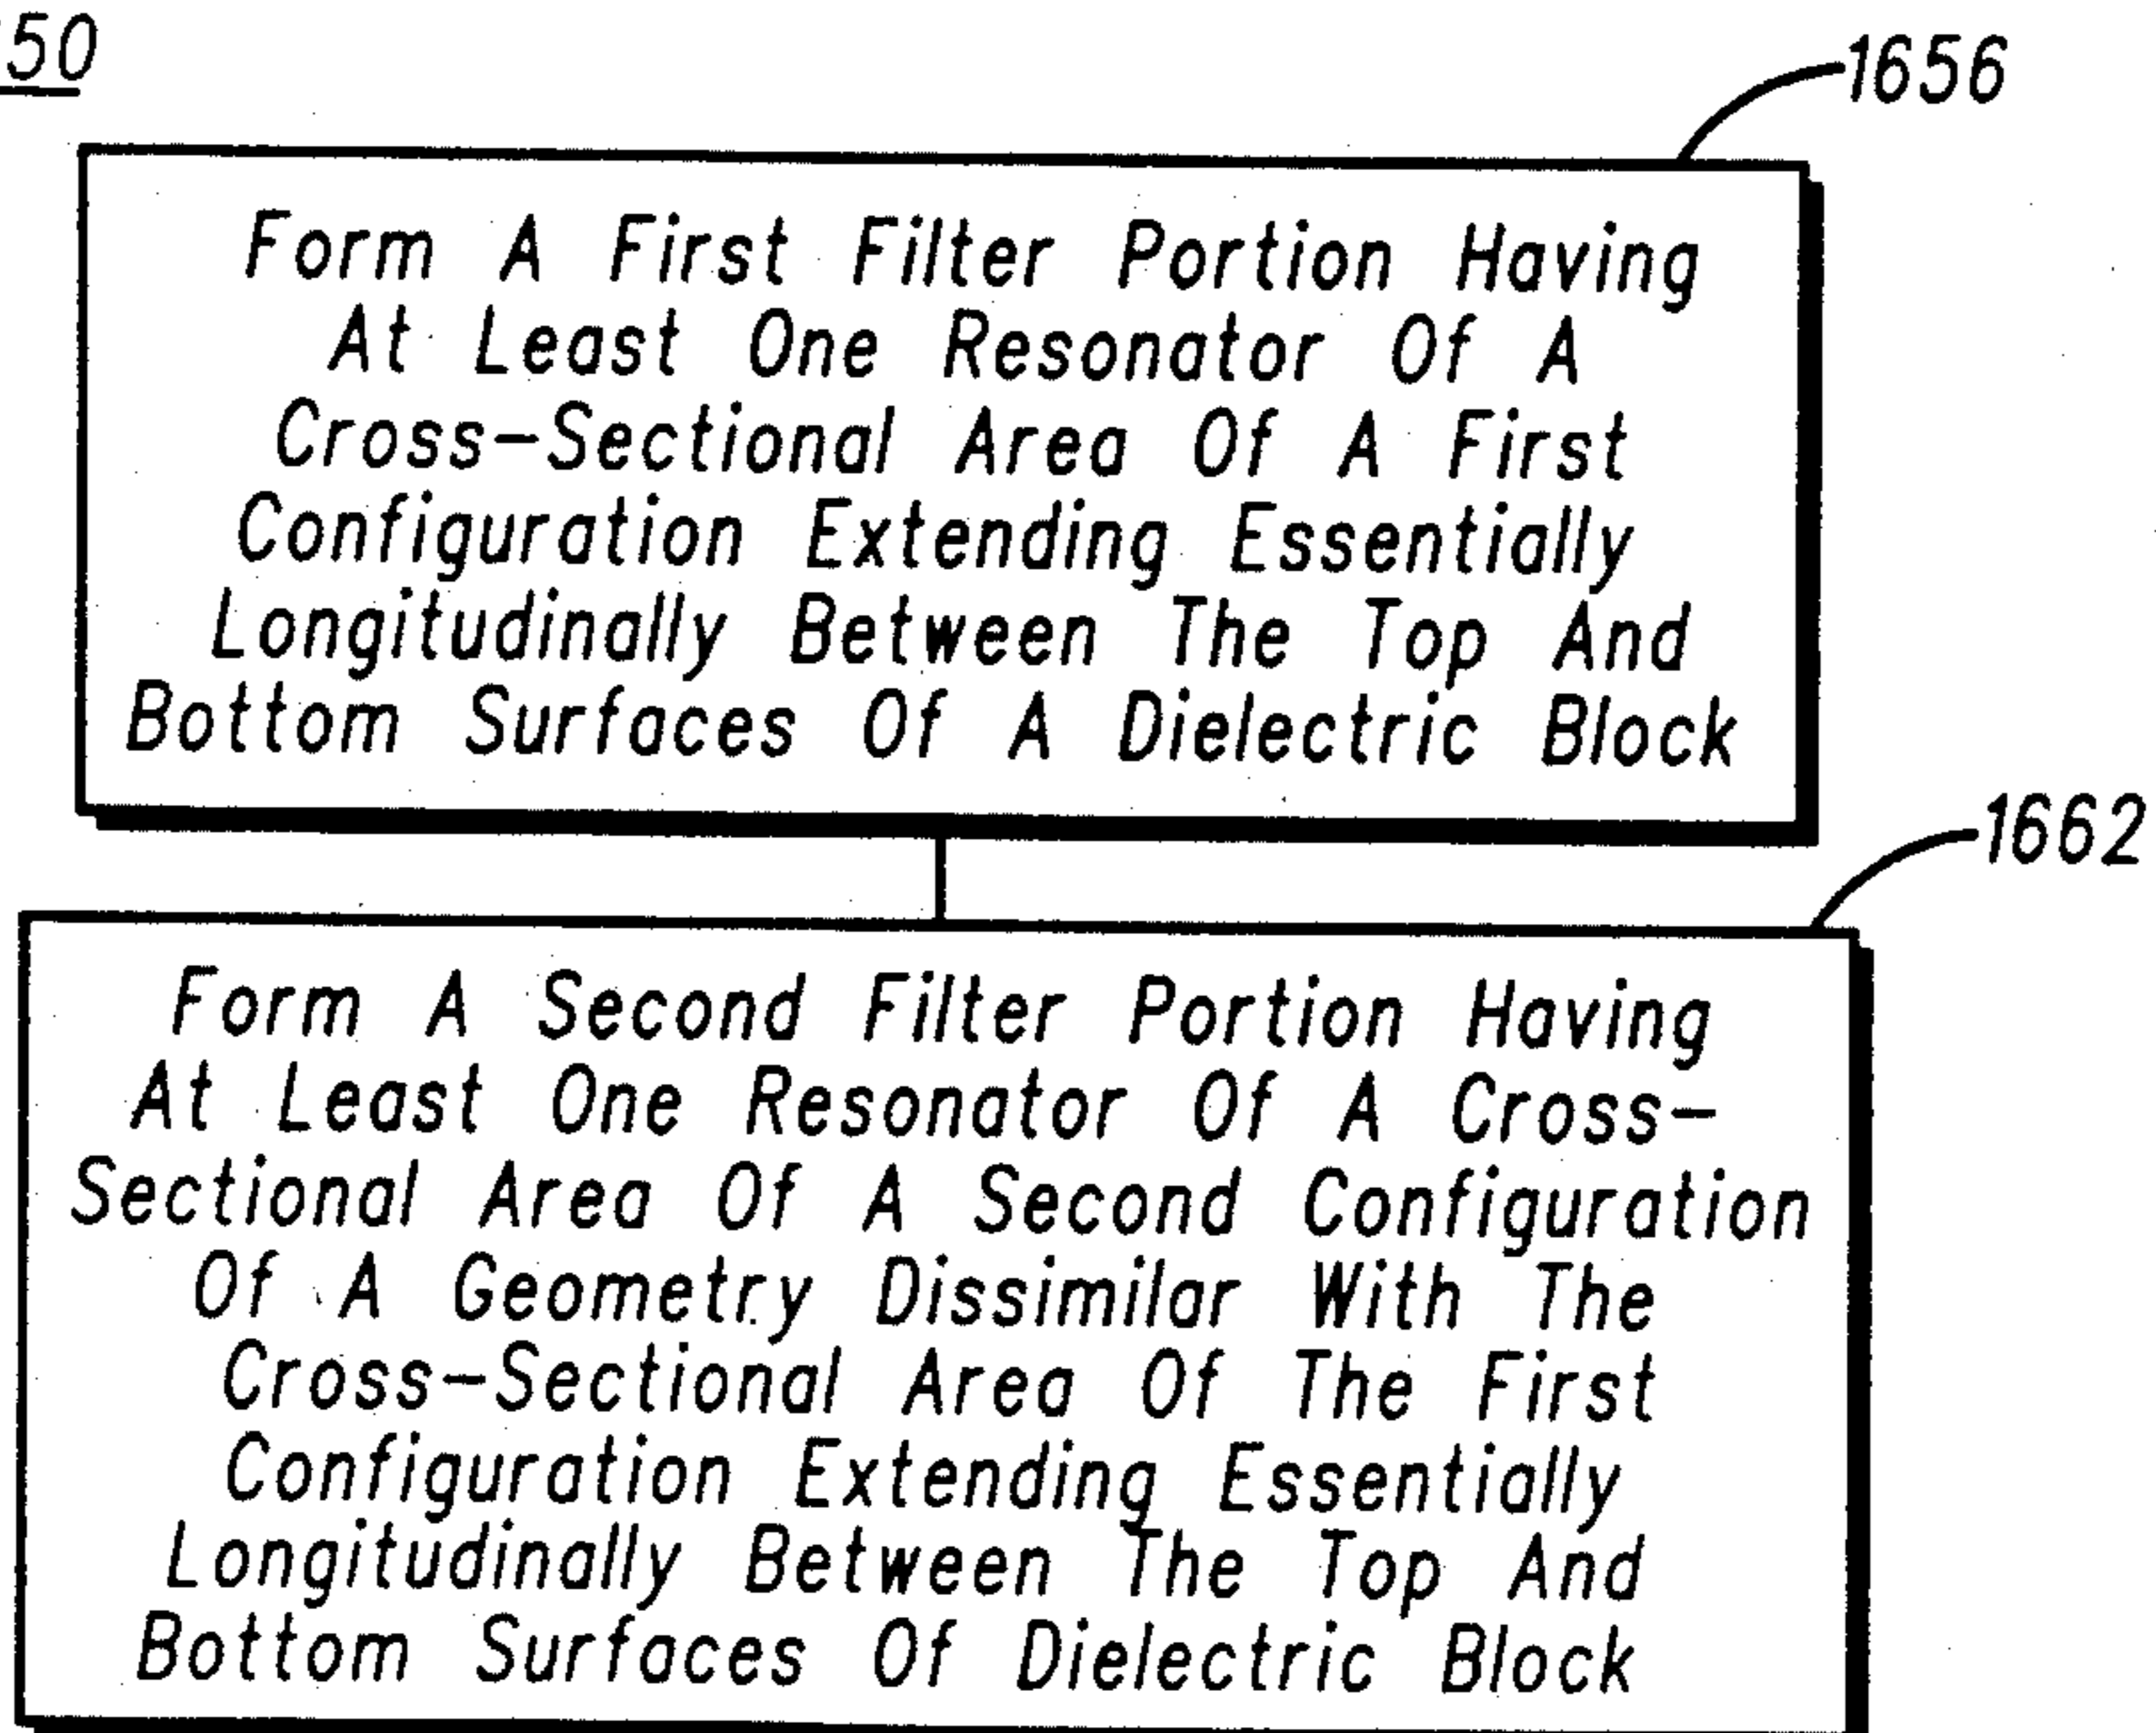 50
1656
Form A First Filter Portion Having
At Least One Resonator Of A
Cross-Sectional Area Of A First
Configuration Extending Essentially
Longitudinally Between The Top And
Bottom Surfaces Of A Dielectric Block
1662
Form A Second Filter Portion Having
At Least One Resonator Of A Cross-
Sectional Area Of A Second Configuration
Of A Geometry Dissimilar With The
Cross-Sectional Area Of The First
Configuration Extending Essentially
Longitudinally Between The Top And
Bottom Surfaces Of Dielectric Block